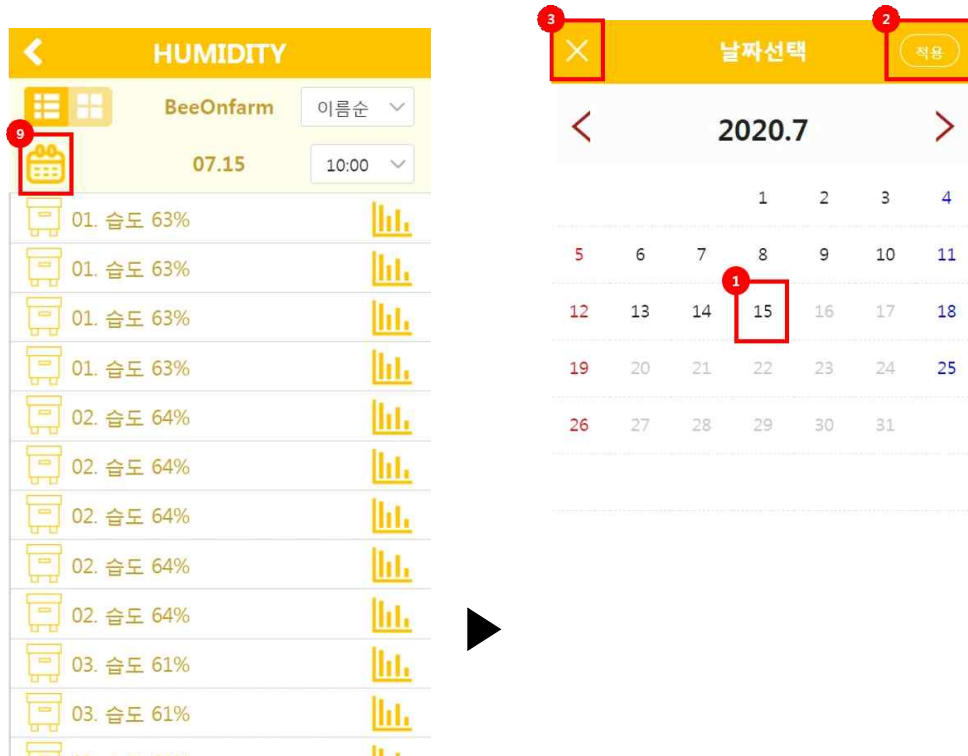 HUMIDITY
BeeOnfarm 이름순
9
07.15 10:00
01. 습도 63%
01. 습도 63%
01. 습도 63%
01. 습도 63%
02. 습도 64%
02. 습도 64%
02. 습도 64%
02. 습도 64%
02. 습도 64%
03. 습도 61%
03. 습도 61%
3 2
날짜선택 적용
2020.7
1 2 3 4
5 6 7 8 9 10 11
1
12 13 14 15 16 17 18
19 20 21 22 23 24 25
26 27 28 29 30 31